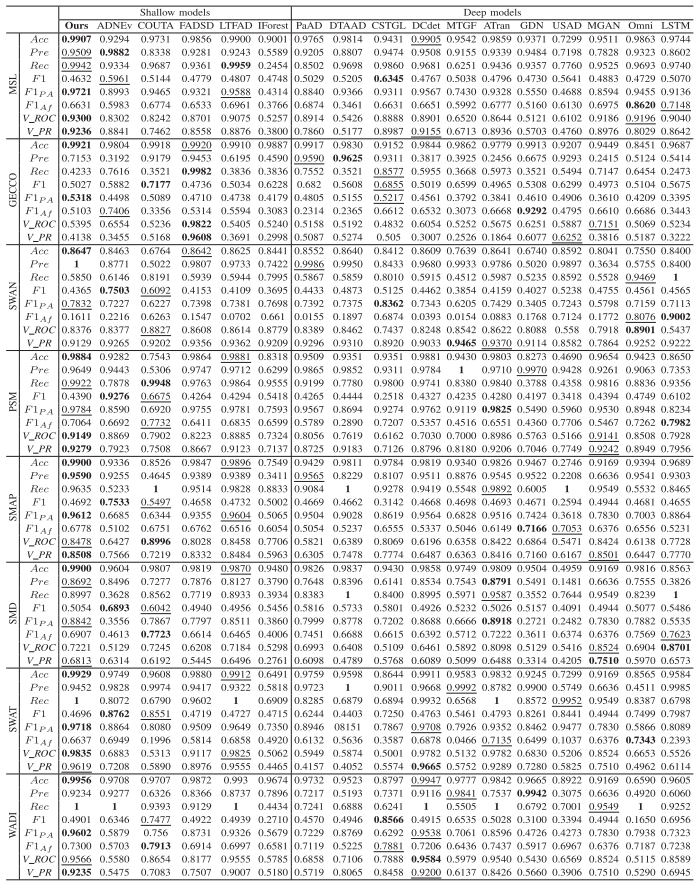 Shallow models Deep models
Ours ADNEv COUTA FADSD LTFAD IForest PaAD DTAAD CSTGL DCdet MTGF ATran GDN USAD MGAN Omni LSTM
MSL
Acc 0.9907 0.9294 0.9731 0.9856 0.9900 0.9001 0.9765 0.9814 0.9431 0.9905 0.9542 0.9859 0.9371 0.7299 0.9511 0.9863 0.9744
Pre 0.9509 0.9882 0.8338 0.9281 0.9243 0.5589 0.9205 0.8807 0.9474 0.9508 0.9155 0.9339 0.9484 0.7198 0.7828 0.9323 0.8602
Rec 0.9942 0.9334 0.9687 0.9361 0.9959 0.2454 0.8502 0.9698 0.9860 0.9681 0.6251 0.9436 0.9357 0.7760 0.9525 0.9693 0.9740
F1 0.4632 0.5961 0.5144 0.4779 0.4807 0.4748 0.5029 0.5205 0.6345 0.4767 0.5038 0.4796 0.4730 0.5641 0.4883 0.4729 0.5070
F1PA 0.9721 0.8993 0.9465 0.9321 0.9588 0.4314 0.8840 0.9366 0.9311 0.9567 0.7430 0.9328 0.5550 0.4688 0.8594 0.9455 0.9136
F1Af 0.6631 0.5983 0.6774 0.6533 0.6961 0.3766 0.6874 0.3461 0.6631 0.6651 0.5992 0.6777 0.5160 0.6130 0.6975 0.8620 0.7148
V_ROC 0.9300 0.8302 0.8242 0.8701 0.9075 0.5257 0.8914 0.5426 0.8888 0.8901 0.6520 0.8644 0.5121 0.6102 0.9186 0.9196 0.9040
V_PR 0.9236 0.8841 0.7462 0.8558 0.8876 0.3800 0.7860 0.5177 0.8987 0.9155 0.6713 0.8936 0.5703 0.4760 0.8976 0.8029 0.8642
GECCO
Acc 0.9921 0.9804 0.9918 0.9920 0.9910 0.9887 0.9917 0.9830 0.9152 0.9844 0.9862 0.9779 0.9913 0.9207 0.9449 0.8451 0.9687
Pre 0.7153 0.3192 0.9179 0.9453 0.6195 0.4590 0.9590 0.9625 0.9311 0.3817 0.3925 0.2456 0.6675 0.9293 0.2415 0.5124 0.5414
Rec 0.4233 0.7616 0.3521 0.9982 0.3836 0.3836 0.7552 0.3521 0.8577 0.5955 0.3668 0.5973 0.3521 0.5494 0.7147 0.6454 0.2473
F1 0.5027 0.5882 0.7177 0.4736 0.5034 0.6228 0.682 0.5608 0.6855 0.5019 0.6599 0.4965 0.5308 0.6299 0.4973 0.5104 0.5675
F1PA 0.5318 0.4498 0.5089 0.4710 0.4738 0.4179 0.4805 0.5155 0.5217 0.4561 0.3792 0.3841 0.4610 0.4906 0.3610 0.4209 0.3395
F1Af 0.5103 0.7406 0.3356 0.5314 0.5594 0.3083 0.2314 0.2365 0.6612 0.6532 0.3073 0.6668 0.9292 0.4795 0.6610 0.6686 0.3443
V_ROC 0.5395 0.6554 0.5236 0.9822 0.5405 0.5240 0.5158 0.5192 0.4832 0.6054 0.5252 0.5675 0.6251 0.5887 0.7151 0.5069 0.5234
V_PR 0.4138 0.3455 0.5168 0.9608 0.3691 0.2998 0.5087 0.5274 0.505 0.3007 0.2526 0.1864 0.6077 0.6252 0.3816 0.5187 0.3222
SWAN
Acc 0.8647 0.8463 0.6764 0.8642 0.8625 0.8441 0.8552 0.8640 0.8412 0.8609 0.7639 0.8641 0.6740 0.8592 0.8041 0.7550 0.8400
Pre 1 0.8771 0.5022 0.9807 0.9733 0.7422 0.9986 0.9950 0.8433 0.9680 0.9933 0.9786 0.5020 0.9897 0.3634 0.5755 0.8400
Rec 0.5850 0.6146 0.8191 0.5939 0.5944 0.7995 0.5867 0.5859 0.8010 0.5915 0.4512 0.5987 0.5235 0.8592 0.5528 0.9469 1
F1 0.4365 0.7503 0.6092 0.4153 0.4109 0.3695 0.4433 0.4873 0.5125 0.4462 0.3854 0.4159 0.4027 0.5238 0.4755 0.4561 0.4565
F1PA 0.7832 0.7227 0.6227 0.7398 0.7381 0.7698 0.7392 0.7375 0.8362 0.7343 0.6205 0.7429 0.3405 0.7243 0.5798 0.7159 0.7113
F1Af 0.1611 0.2216 0.6263 0.1547 0.0702 0.661 0.0155 0.1897 0.6874 0.0393 0.0154 0.0883 0.1768 0.7124 0.1772 0.8076 0.9002
V_ROC 0.8376 0.8377 0.8827 0.8608 0.8614 0.8779 0.8389 0.8462 0.7437 0.8248 0.8542 0.8622 0.8088 0.558 0.7918 0.8901 0.5437
V_PR 0.9129 0.9265 0.9202 0.9356 0.9362 0.9209 0.9296 0.9310 0.8920 0.9033 0.9465 0.9370 0.9114 0.8582 0.7864 0.9252 0.9222
PSM
Acc 0.9884 0.9282 0.7543 0.9864 0.9881 0.8318 0.9509 0.9351 0.9351 0.9881 0.9430 0.9803 0.8273 0.4690 0.9654 0.9423 0.8650
Pre 0.9649 0.9443 0.5306 0.9747 0.9712 0.6299 0.9865 0.9852 0.9311 0.9784 1 0.9710 0.9970 0.9428 0.9261 0.9063 0.7353
Rec 0.9922 0.7878 0.9948 0.9763 0.9864 0.9555 0.9199 0.7780 0.9800 0.9741 0.8380 0.9840 0.3788 0.4358 0.9816 0.8836 0.9356
F1 0.4390 0.9276 0.6675 0.4264 0.4294 0.5418 0.4265 0.4444 0.2518 0.4327 0.4235 0.4280 0.4197 0.3418 0.4394 0.4749 0.6102
F1PA 0.9784 0.8590 0.6920 0.9755 0.9781 0.7593 0.9567 0.8694 0.9274 0.9762 0.9119 0.9825 0.5490 0.5960 0.9530 0.8948 0.8234
F1Af 0.7064 0.6692 0.7732 0.6411 0.6835 0.6599 0.5789 0.2890 0.7207 0.5357 0.4516 0.6551 0.4360 0.7706 0.5467 0.7262 0.7982
V_ROC 0.9149 0.8869 0.7902 0.8223 0.8885 0.7324 0.8056 0.7619 0.6162 0.7030 0.7000 0.8986 0.5763 0.5166 0.9141 0.8508 0.7928
V_PR 0.9279 0.7923 0.7508 0.8667 0.9123 0.7137 0.8725 0.9183 0.7126 0.8796 0.8180 0.9206 0.7046 0.7749 0.9242 0.8949 0.7956
SMAP
Acc 0.9900 0.9336 0.8526 0.9847 0.9896 0.7549 0.9429 0.9811 0.9784 0.9819 0.9340 0.9826 0.9467 0.2746 0.9169 0.9394 0.9689
Pre 0.9590 0.9255 0.4645 0.9389 0.9389 0.3411 0.9565 0.8229 0.8107 0.9511 0.8876 0.9545 0.9522 0.2208 0.6636 0.9541 0.9303
Rec 0.9635 0.5233 1 0.9514 0.9828 0.8933 0.9084 1 0.9278 0.9419 0.5548 0.9892 0.6005 1 0.9549 0.5532 0.8465
F1 0.4692 0.7533 0.5497 0.4658 0.4732 0.5002 0.4669 0.4662 0.3142 0.4668 0.4698 0.4693 0.4671 0.2594 0.4944 0.4681 0.4655
F1PA 0.9612 0.6685 0.6344 0.9355 0.9604 0.5065 0.9504 0.9028 0.8619 0.9564 0.6828 0.9516 0.7424 0.3618 0.7830 0.7003 0.8864
F1Af 0.6778 0.5102 0.6751 0.6762 0.6516 0.6054 0.5054 0.5237 0.6555 0.5337 0.5046 0.6149 0.7166 0.7053 0.6376 0.6556 0.5231
V_ROC 0.8478 0.6427 0.8996 0.8028 0.8458 0.7706 0.5821 0.6389 0.8069 0.6196 0.6358 0.8422 0.6864 0.5471 0.8424 0.6138 0.7728
V_PR 0.8508 0.7566 0.7219 0.8332 0.8484 0.5963 0.6305 0.7478 0.7774 0.6487 0.6363 0.8416 0.7160 0.6167 0.8501 0.6447 0.7770
SMD
Acc 0.9900 0.9604 0.9807 0.9819 0.9870 0.9480 0.9826 0.9837 0.9430 0.9858 0.9749 0.9809 0.9504 0.4959 0.9169 0.9816 0.8563
Pre 0.8692 0.8496 0.7277 0.7876 0.8127 0.3790 0.7648 0.8396 0.6141 0.8534 0.7543 0.8791 0.5491 0.1481 0.6636 0.7555 0.3826
Rec 0.8997 0.3628 0.8562 0.7719 0.8933 0.3934 0.8383 1 0.8400 0.8995 0.5971 0.9587 0.3552 0.7644 0.9549 0.8239 1
F1 0.5054 0.6893 0.6042 0.4940 0.4956 0.5456 0.5816 0.5733 0.5801 0.4926 0.5232 0.5026 0.5157 0.4091 0.4944 0.5077 0.5486
F1PA 0.8842 0.3556 0.7867 0.7797 0.8511 0.3860 0.7999 0.8778 0.7202 0.8688 0.6666 0.8918 0.2721 0.2482 0.7830 0.7882 0.5535
F1Af 0.6907 0.4613 0.7723 0.6614 0.6465 0.4006 0.7451 0.6688 0.6615 0.6392 0.5712 0.7222 0.3611 0.6374 0.6376 0.7569 0.7623
V_ROC 0.7221 0.5129 0.7245 0.6208 0.7184 0.5298 0.6993 0.6408 0.5109 0.6461 0.5892 0.8098 0.5129 0.5416 0.8524 0.6904 0.8701
V_PR 0.6813 0.6314 0.6192 0.5445 0.6496 0.2761 0.6098 0.4789 0.5768 0.6089 0.5099 0.6488 0.3314 0.4205 0.7510 0.5970 0.6573
SWAT
Acc 0.9929 0.9749 0.9608 0.9880 0.9912 0.6491 0.9759 0.9598 0.8644 0.9911 0.9583 0.9832 0.9245 0.7299 0.9169 0.8565 0.9584
Pre 0.9452 0.9828 0.9974 0.9417 0.9322 0.5818 0.9723 1 0.9011 0.9668 0.9992 0.8782 0.9900 0.5749 0.6636 0.4511 0.9985
Rec 1 0.8072 0.6790 0.9602 1 0.6909 0.8285 0.6879 0.6894 0.9932 0.6568 1 0.8572 0.9952 0.9549 0.8387 0.6798
F1 0.4696 0.8762 0.8551 0.4719 0.4727 0.4715 0.6244 0.4403 0.7250 0.4763 0.5461 0.4793 0.8261 0.8441 0.4944 0.7499 0.7987
F1PA 0.9718 0.8864 0.8080 0.9509 0.9649 0.7350 0.8946 0.8151 0.7867 0.9708 0.7926 0.9352 0.8462 0.9477 0.7830 0.5866 0.8089
F1Af 0.6637 0.6949 0.1996 0.5814 0.6858 0.4920 0.6132 0.5636 0.3587 0.6878 0.0466 0.7135 0.6499 0.1037 0.6376 0.7343 0.2393
V_ROC 0.9835 0.6883 0.5313 0.9117 0.9825 0.5062 0.5949 0.5874 0.5001 0.9782 0.5132 0.9782 0.6830 0.5206 0.8524 0.6653 0.5526
V_PR 0.9619 0.7208 0.5890 0.8976 0.9555 0.4465 0.4157 0.4052 0.5574 0.9665 0.5752 0.9289 0.7280 0.5825 0.7510 0.4962 0.6114
WADI
Acc 0.9956 0.9708 0.9707 0.9872 0.993 0.9674 0.9732 0.9523 0.8797 0.9947 0.9777 0.9842 0.9665 0.8922 0.9169 0.6590 0.9605
Pre 0.9234 0.9277 0.6326 0.8366 0.8737 0.7896 0.7217 0.5193 0.7371 0.9116 0.9841 0.7537 0.9942 0.3075 0.6636 0.4920 0.6060
Rec 1 1 0.9393 0.9129 1 0.4434 0.7241 0.6888 0.6241 1 0.5505 1 0.6792 0.7001 0.9549 1 0.9252
F1 0.4901 0.6346 0.7477 0.4922 0.4939 0.2710 0.4570 0.4946 0.8566 0.4915 0.6535 0.5028 0.3100 0.3394 0.4944 0.1650 0.6956
F1PA 0.9602 0.5879 0.756 0.8731 0.9326 0.5679 0.7229 0.8769 0.6292 0.9538 0.7061 0.8596 0.4726 0.4273 0.7830 0.7938 0.7323
F1Af 0.7300 0.5703 0.7913 0.6914 0.6997 0.6581 0.7119 0.5225 0.7881 0.7206 0.6436 0.7437 0.5917 0.6967 0.6376 0.7187 0.7238
V_ROC 0.9566 0.5580 0.8654 0.8177 0.9555 0.5785 0.6858 0.7106 0.7888 0.9584 0.5979 0.9540 0.5430 0.6569 0.8524 0.5115 0.5289
V_PR 0.9235 0.5475 0.7083 0.7507 0.9007 0.5180 0.5719 0.8065 0.8458 0.9200 0.6137 0.8426 0.5660 0.3906 0.7510 0.5290 0.6945